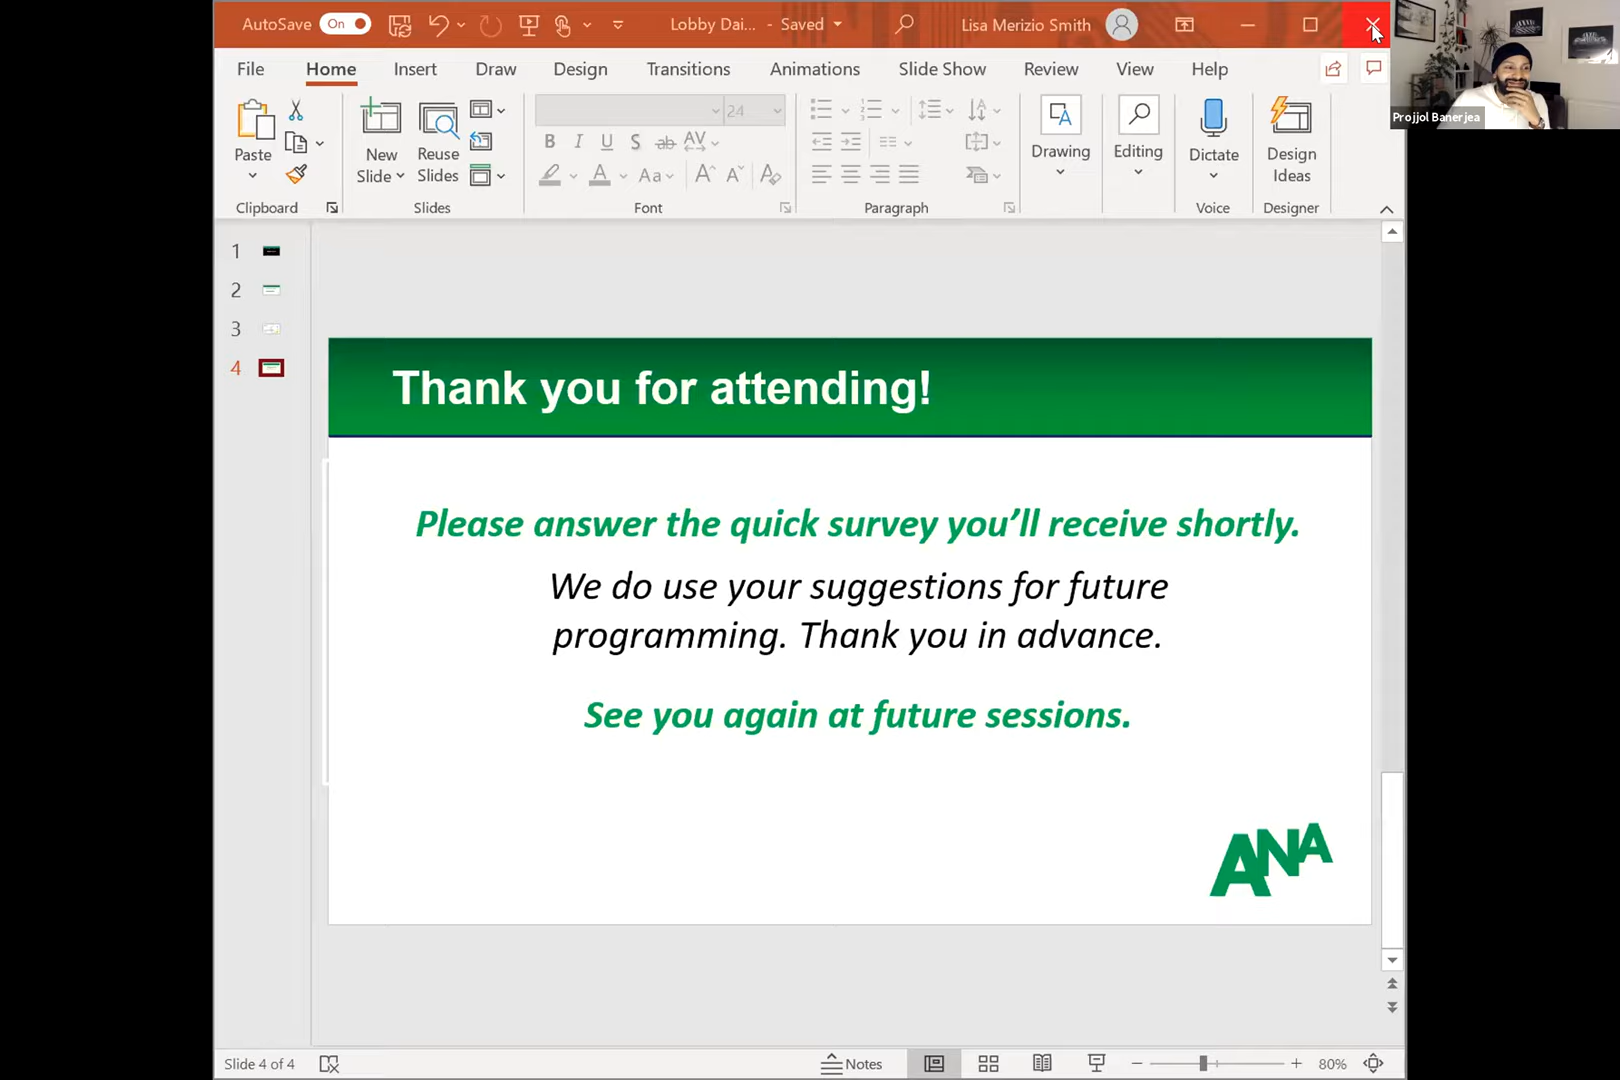 AutoSave On Lobby Dai... - Saved Lisa Merizio Smith
File Home Insert Draw Design Transitions Animations Slide Show Review View Help
Projjol Banerjea
24
B I U S ab AV
A Aa A A A
Paste
New
Slide
Reuse
Slides
Drawing
Editing
Dictate
Design
Ideas
Clipboard Slides Font Paragraph Voice Designer
1
2
3
4
Thank you for attending!
Please answer the quick survey you’ll receive shortly.
We do use your suggestions for future
programming. Thank you in advance.
See you again at future sessions.
ANA
Slide 4 of 4 Notes 80%